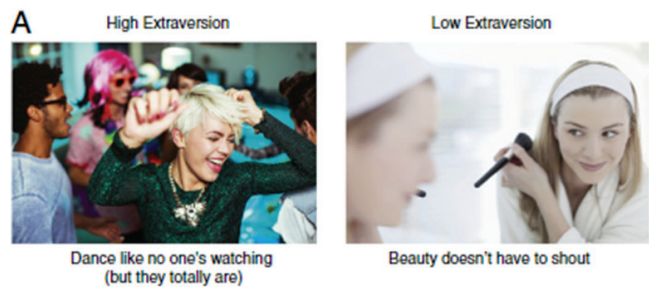 A
High Extraversion
Low Extraversion
Dance like no one's watching
(but they totally are)
Beauty doesn't have to shout